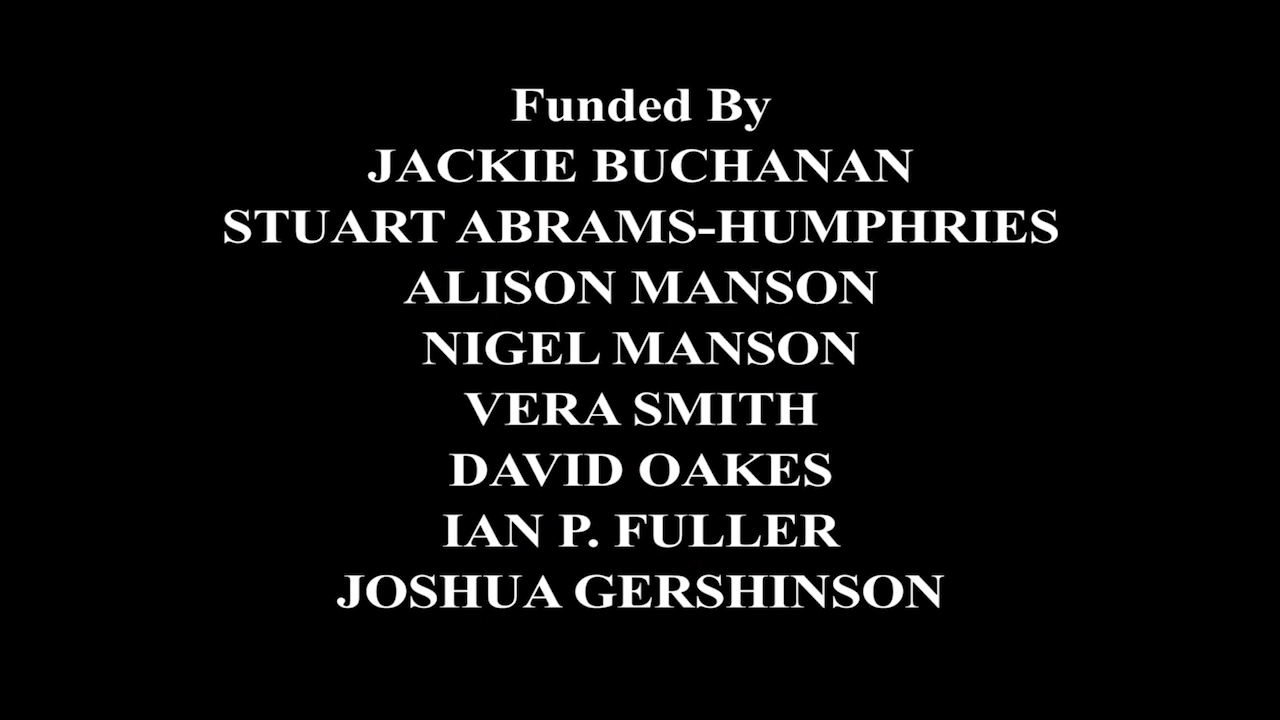 Funded By
JACKIE BUCHANAN
STUART ABRAMS-HUMPHRIES
ALISON MANSON
NIGEL MANSON
VERA SMITH
DAVID OAKES
IAN P. FULLER
JOSHUA GERSHINSON